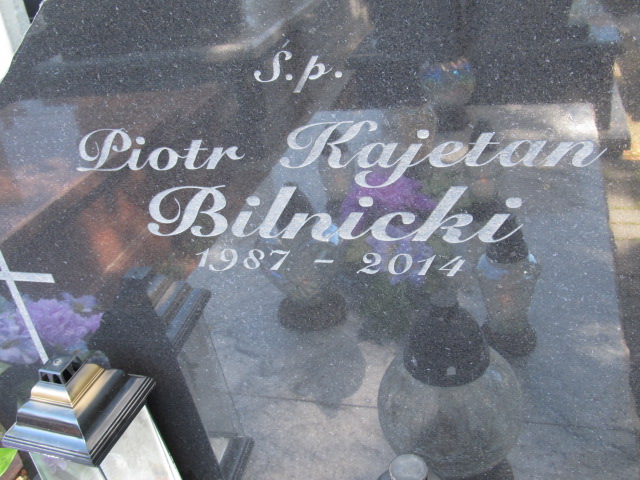 Ś.p.
Piotr Kajetan
Bilnicki
1987 - 2014